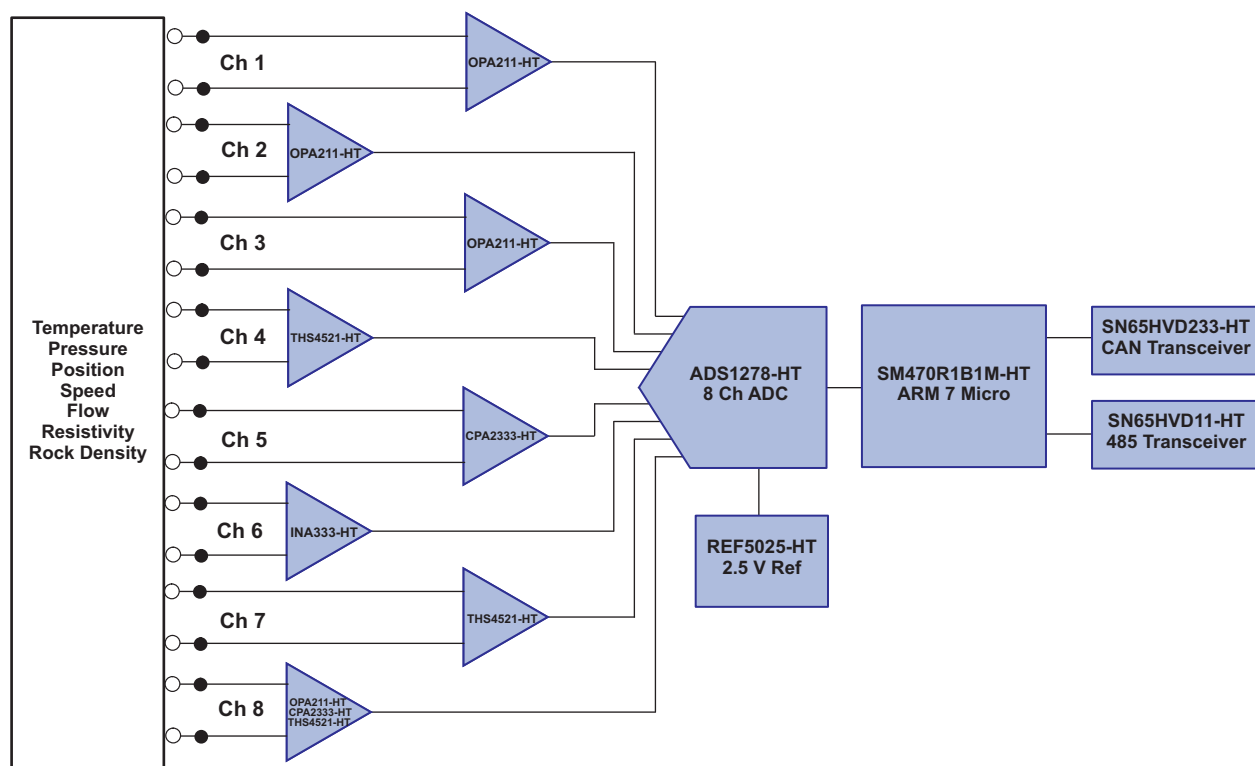 Temperature
Pressure
Position
Speed
Flow
Resistivity
Rock Density
Ch 1
OPA211-HT
Ch 2
OPA211-HT
Ch 3
OPA211-HT
Ch 4
THS4521-HT
Ch 5
CPA2333-HT
Ch 6
INA333-HT
Ch 7
THS4521-HT
Ch 8
OPA211-HT
CPA2333-HT
THS4521-HT
ADS1278-HT
8 Ch ADC
REF5025-HT
2.5 V Ref
SM470R1B1M-HT
ARM 7 Micro
SN65HVD233-HT
CAN Transceiver
SN65HVD11-HT
485 Transceiver